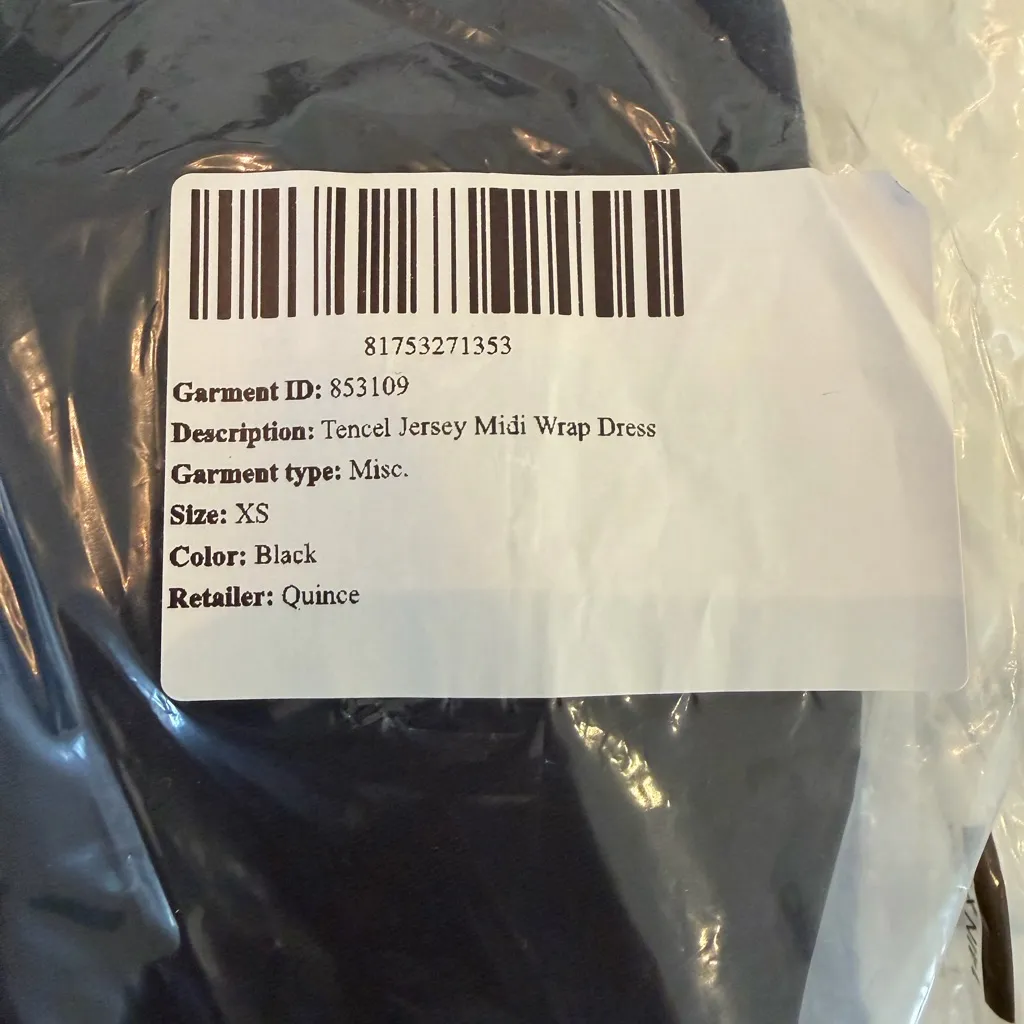 81753271353
Garment ID: 853109
Description: Tencel Jersey Midi Wrap Dress
Garment type: Misc.
Size: XS
Color: Black
Retailer: Quince